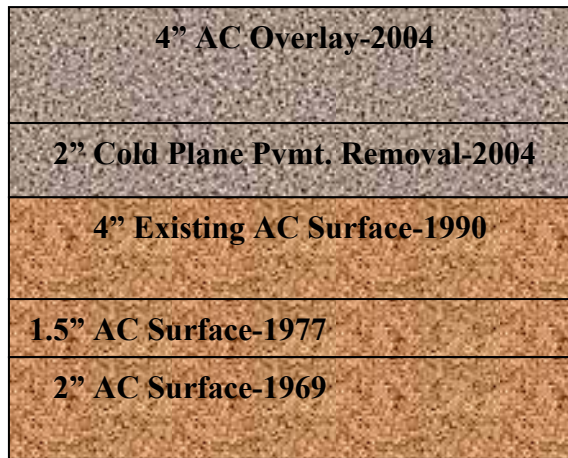 4” AC Overlay-2004
2” Cold Plane Pvmt. Removal-2004
4” Existing AC Surface-1990
1.5” AC Surface-1977
2” AC Surface-1969